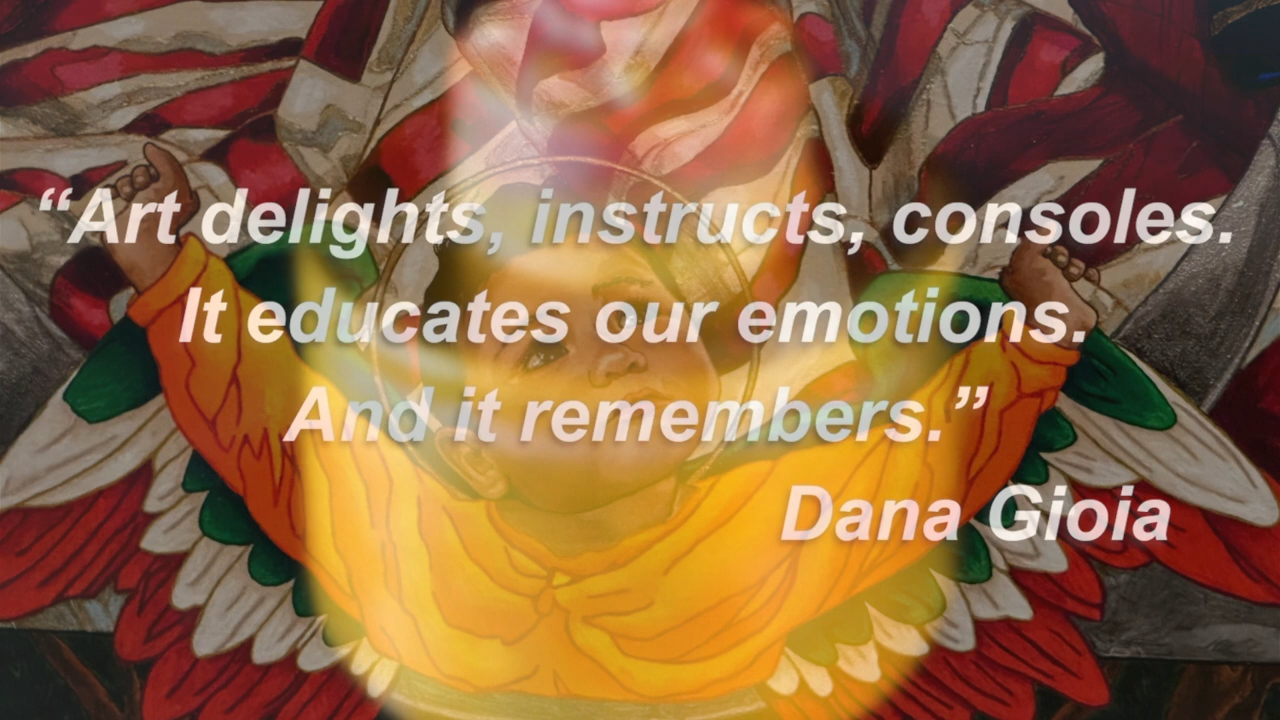 “Art delights, instructs, consoles.
It educates our emotions.
And it remembers.”
Dana Gioia